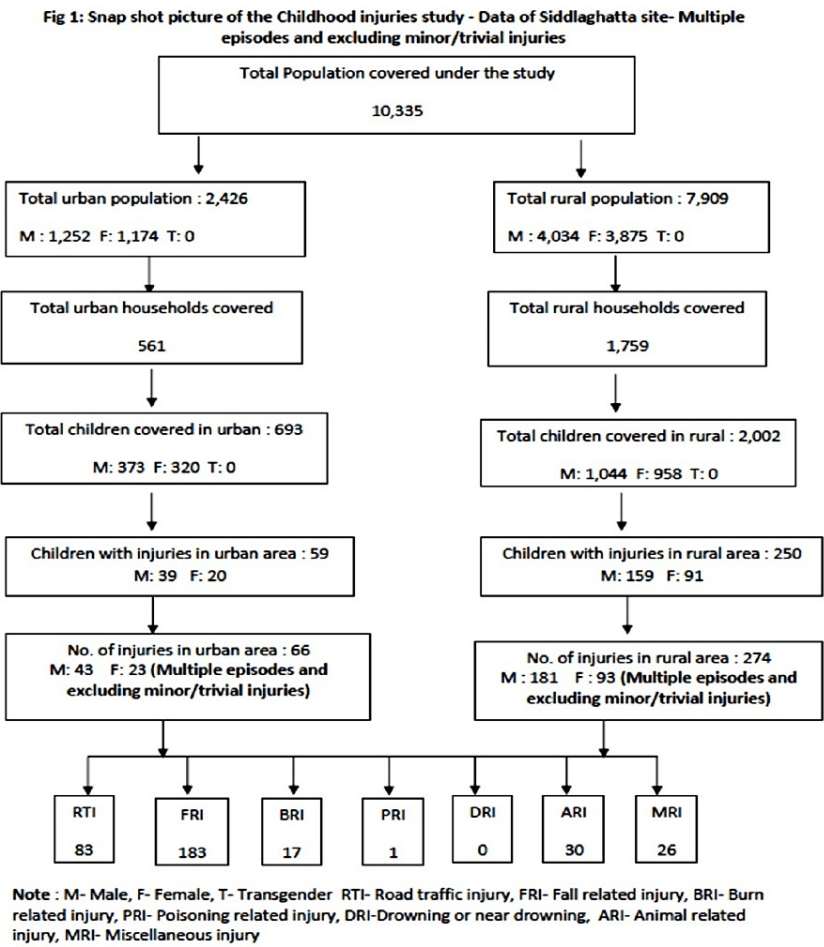 Fig 1: Snap shot picture of the Childhood injuries study - Data of Siddlaghatta site- Multiple
episodes and excluding minor/trivial injuries
Total Population covered under the study
10,335
Total urban population : 2,426
M : 1,252 F: 1,174 T: 0
Total rural population : 7,909
M : 4,034 F: 3,875 T: 0
Total urban households covered
561
Total rural households covered
1,759
Total children covered in urban : 693
M: 373 F: 320 T: 0
Total children covered in rural : 2,002
M: 1,044 F: 958 T: 0
Children with injuries in urban area : 59
M: 39 F: 20
Children with injuries in rural area : 250
M: 159 F: 91
No. of injuries in urban area : 66
M: 43 F: 23 (Multiple episodes and
excluding minor/trivial injuries)
No. of injuries in rural area : 274
M : 181 F : 93 (Multiple episodes and
excluding minor/trivial injuries)
RTI
83
FRI
183
BRI
17
PRI
1
DRI
0
ARI
30
MRI
26
Note : M- Male, F- Female, T- Transgender RTI- Road traffic injury, FRI- Fall related injury, BRI- Burn
related injury, PRI- Poisoning related injury, DRI-Drowning or near drowning, ARI- Animal related
injury, MRI- Miscellaneous injury